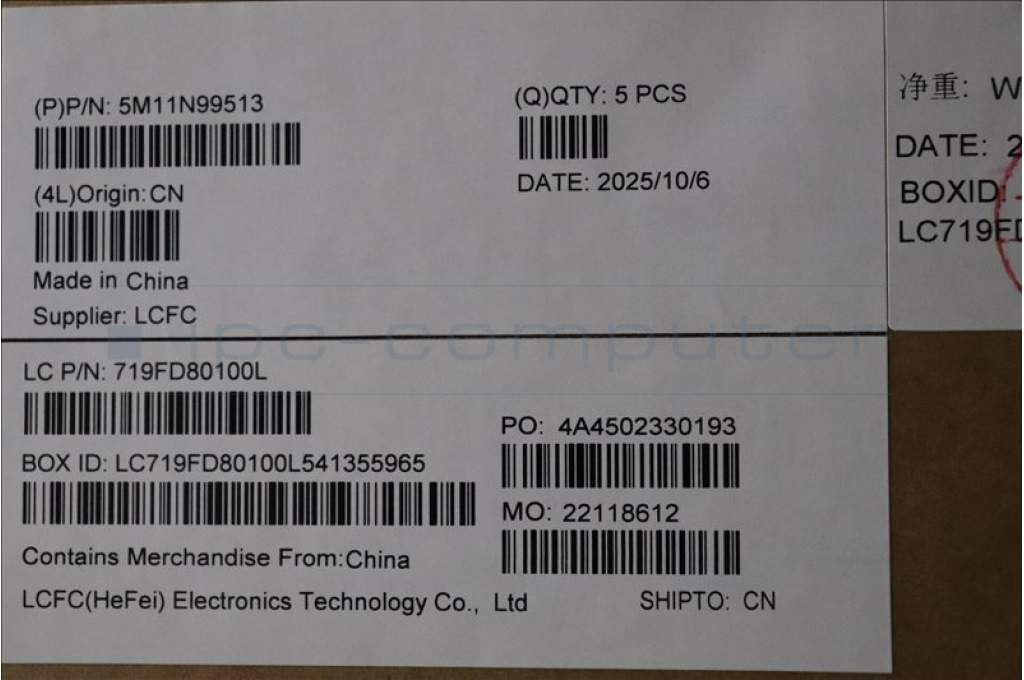 (P)P/N: 5M11N99513
(Q)QTY: 5 PCS
DATE: 2025/10/6
(4L)Origin:CN
Made in China
Supplier: LCFC
LC P/N: 719FD80100L
PO: 4A4502330193
BOX ID: LC719FD80100L541355965
MO: 22118612
Contains Merchandise From:China
LCFC(HeFei) Electronics Technology Co., Ltd
SHIPTO: CN
净重: W
DATE: 2
BOXID:
LC719FD
ipc-computer